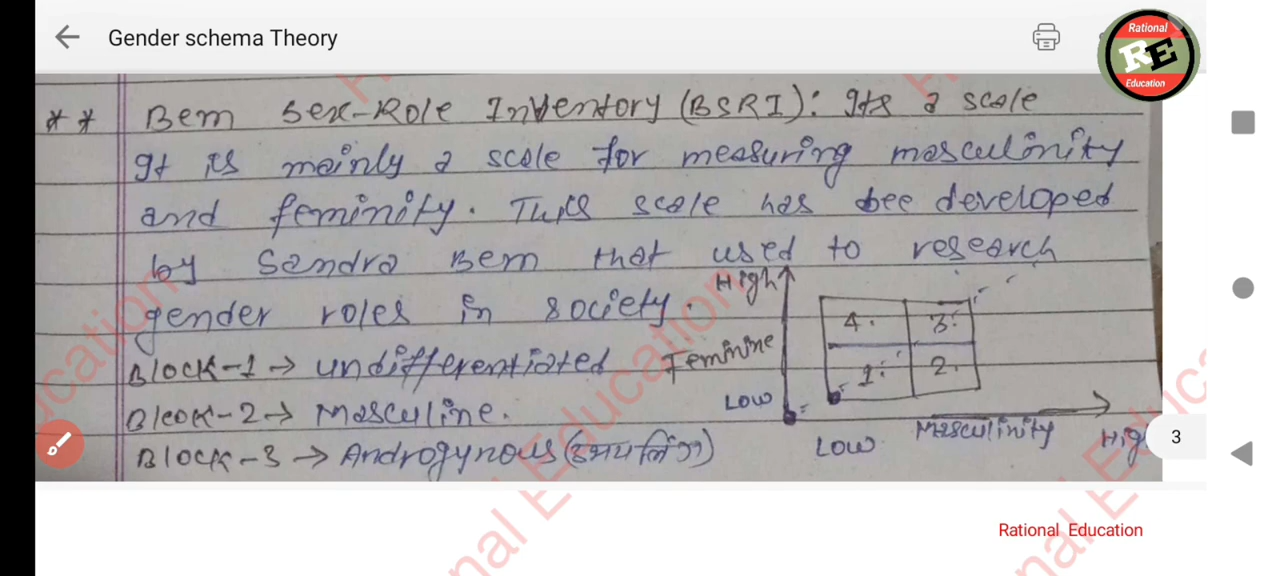 Gender schema Theory
Rational
RE
Education
** Bem Sex-Role Inventory (BSRI): Its a scale
It is mainly a scale for measuring masculinity
and feminity. This scale has bee developed
by Sandra Bem that used to research
gender roles in society.
High
4. 3.
Block-1 → undifferentiated
Feminine
1. 2.
Low
Block-2 → Masculine.
Low Masculinity Hig
3
Block-3 → Androgynous (उभयलिंग)
Rational Education